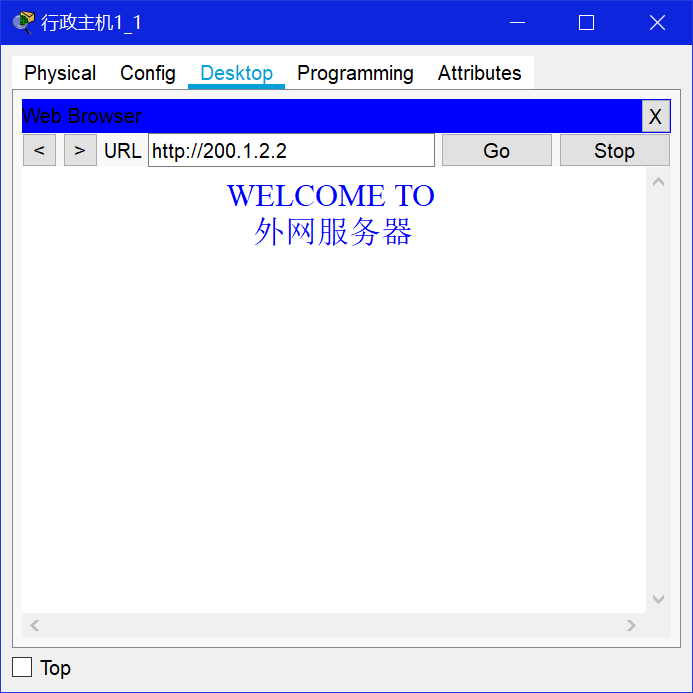 行政主机1_1
Physical Config Desktop Programming Attributes
Web Browser X
< > URL http://200.1.2.2 Go Stop
WELCOME TO
外网服务器
Top